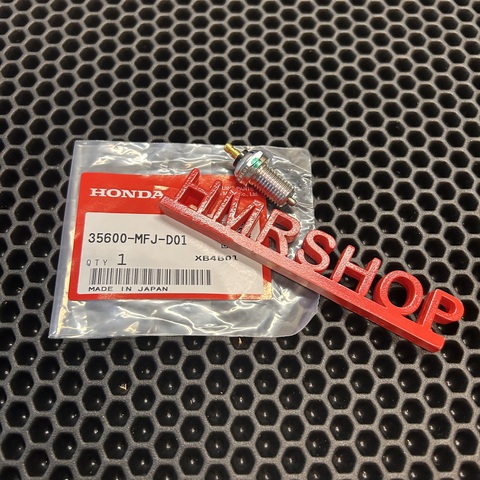 HONDA
35600-MFJ-D01
QTY 1
XB4B01
MADE IN JAPAN
HMRSHOP